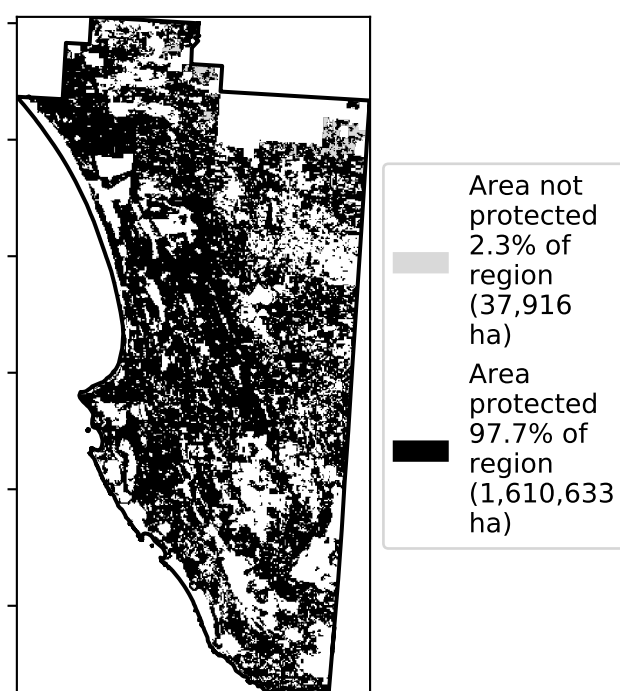 Area not
protected
2.3% of
region
(37,916
ha)
Area
protected
97.7% of
region
(1,610,633
ha)